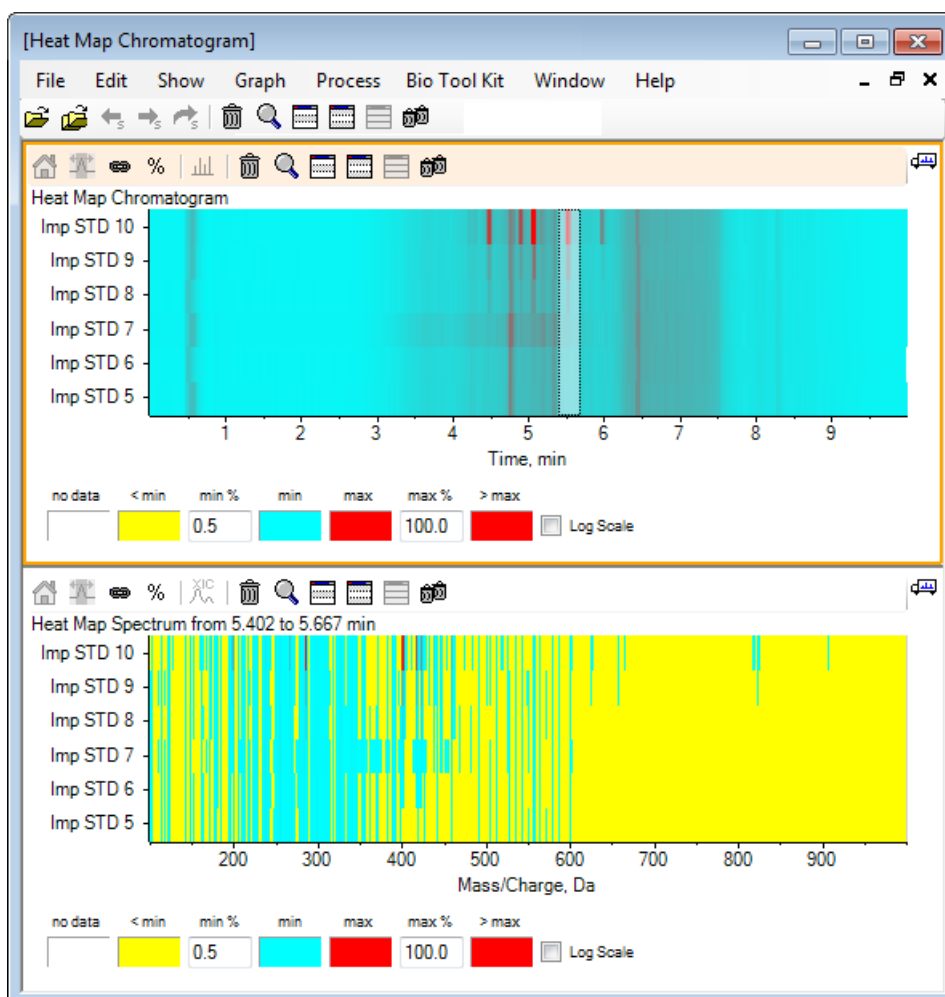 [Heat Map Chromatogram]
File Edit Show Graph Process Bio Tool Kit Window Help
S S S
%
Heat Map Chromatogram
Imp STD 10
Imp STD 9
Imp STD 8
Imp STD 7
Imp STD 6
Imp STD 5
1 2 3 4 5 6 7 8 9
Time, min
no data < min min % min max max % > max
0.5 100.0 Log Scale
% XIC
Heat Map Spectrum from 5.402 to 5.667 min
Imp STD 10
Imp STD 9
Imp STD 8
Imp STD 7
Imp STD 6
Imp STD 5
200 300 400 500 600 700 800 900
Mass/Charge, Da
no data < min min % min max max % > max
0.5 100.0 Log Scale